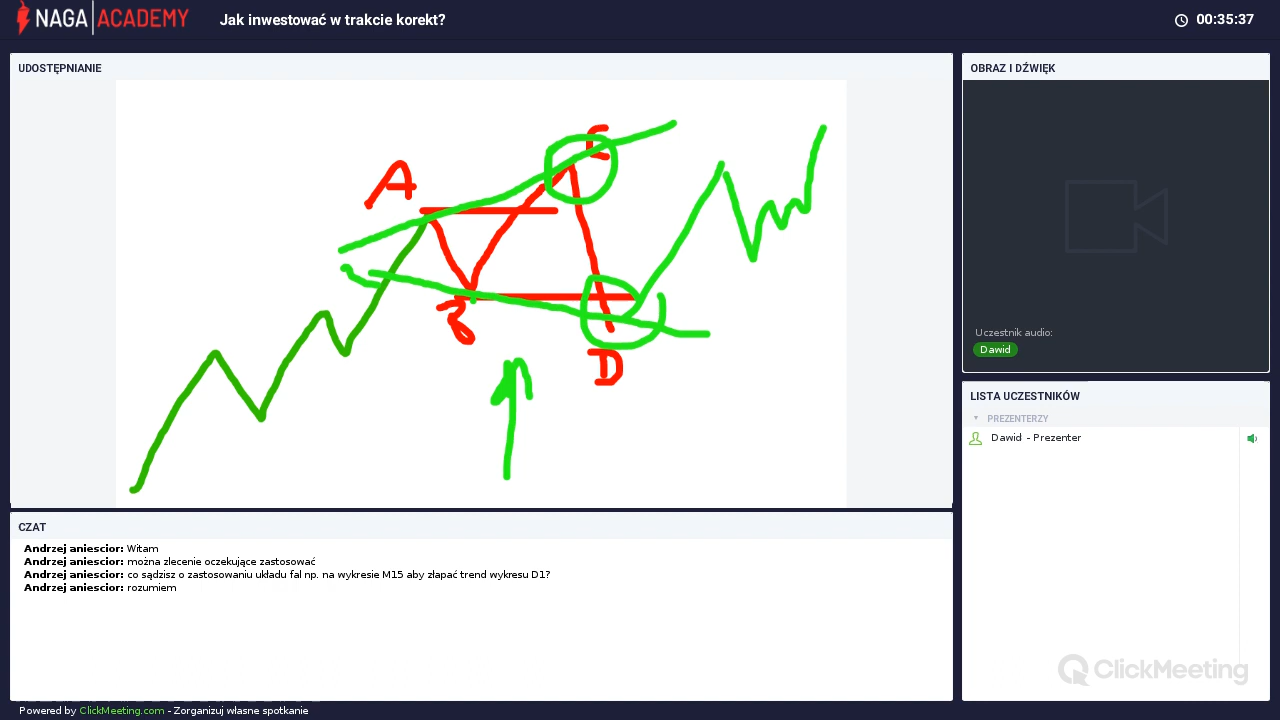 NAGA|ACADEMY
Jak inwestować w trakcie korekt?
00:35:37
UDOSTĘPNIANIE
A
B
C
D
OBRAZ I DŹWIĘK
Uczestnik audio:
Dawid
LISTA UCZESTNIKÓW
PREZENTERZY
Dawid - Prezenter
CZAT
Andrzej aniescior: Witam
Andrzej aniescior: można zlecenie oczekujące zastosować
Andrzej aniescior: co sądzisz o zastosowaniu układu fal np. na wykresie M15 aby złapać trend wykresu D1?
Andrzej aniescior: rozumiem
ClickMeeting
Powered by ClickMeeting.com - Zorganizuj własne spotkanie